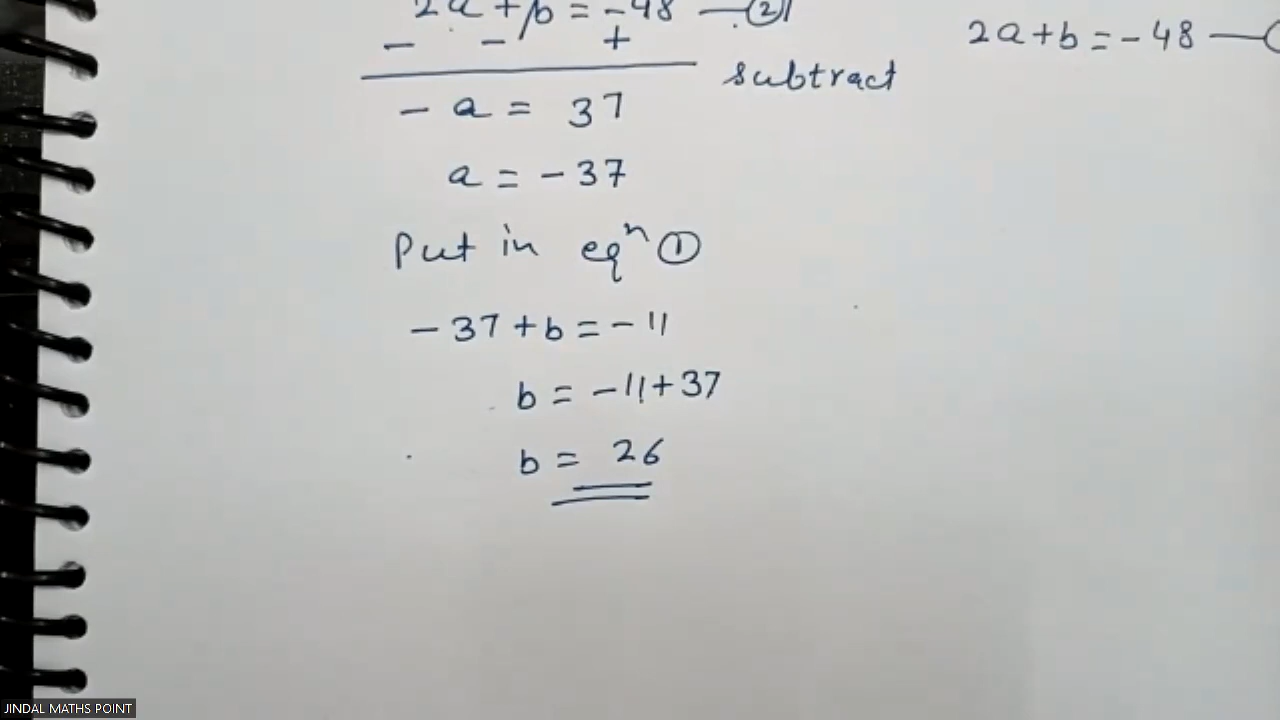 2a + b = -48 — ②
- - +
subtract
- a = 37
a = -37
Put in eqⁿ ①
-37 + b = -11
b = -11 + 37
b = 26
2a + b = -48 —
JINDAL MATHS POINT